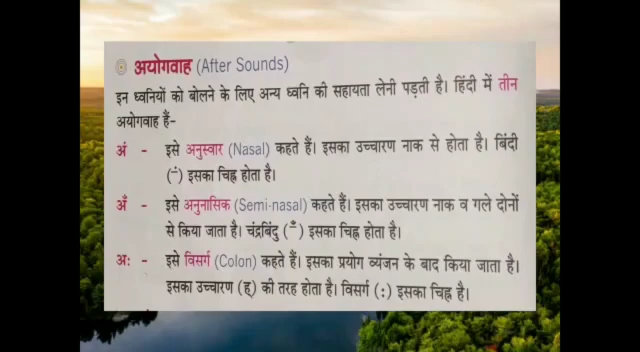 अयोगवाह (After Sounds)
इन ध्वनियों को बोलने के लिए अन्य ध्वनि की सहायता लेनी पड़ती है। हिंदी में तीन
अयोगवाह हैं-
अं - इसे अनुस्वार (Nasal) कहते हैं। इसका उच्चारण नाक से होता है। बिंदी
(ं) इसका चिह्न होता है।
अँ - इसे अनुनासिक (Semi-nasal) कहते हैं। इसका उच्चारण नाक व गले दोनों
से किया जाता है। चंद्रबिंदु (ँ) इसका चिह्न होता है।
अः - इसे विसर्ग (Colon) कहते हैं। इसका प्रयोग व्यंजन के बाद किया जाता है।
इसका उच्चारण (ह्) की तरह होता है। विसर्ग (:) इसका चिह्न है।